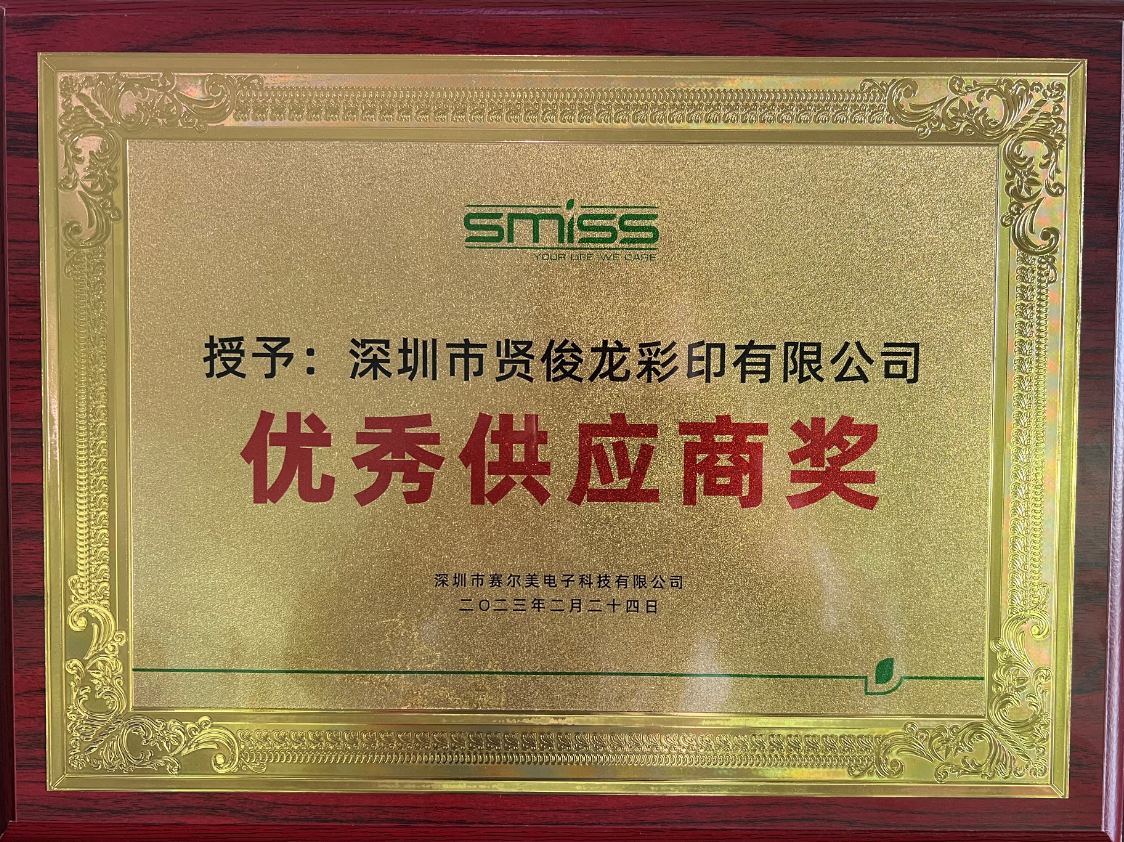 smiss
YOUR LIFE WE CARE
授予：深圳市贤俊龙彩印有限公司
优秀供应商奖
深圳市赛尔美电子科技有限公司
二〇二三年二月二十四日